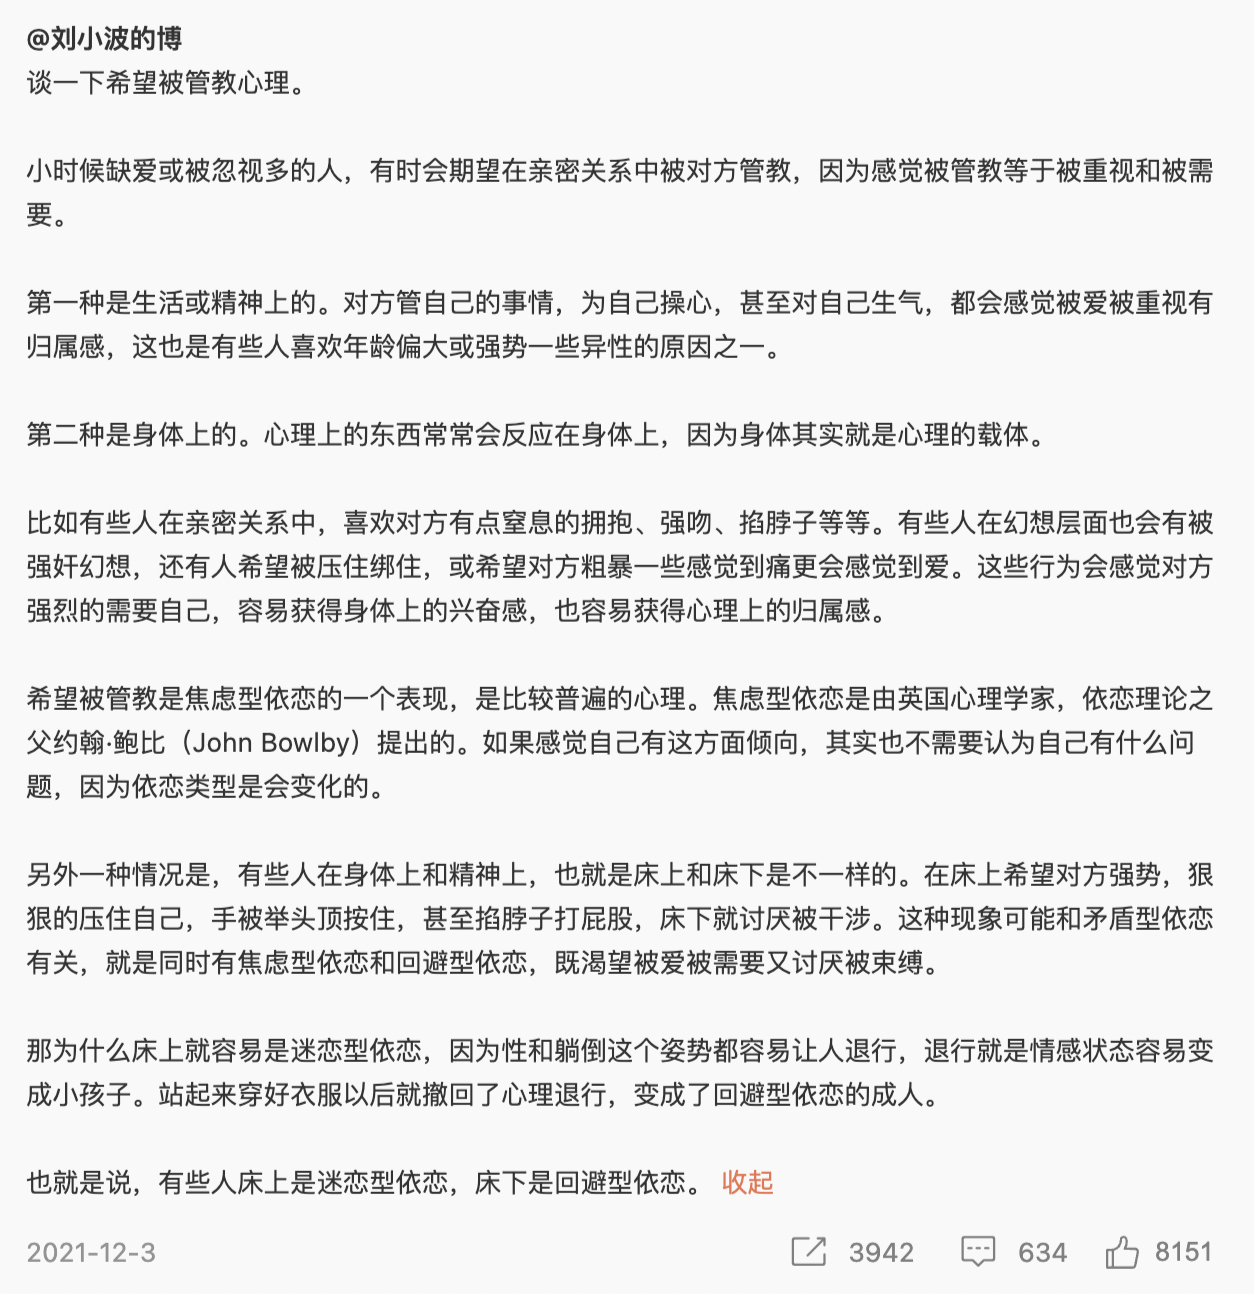 @刘小波的博
谈一下希望被管教心理。
小时候缺爱或被忽视多的人，有时会期望在亲密关系中被对方管教，因为感觉被管教等于被重视和被需
要。
第一种是生活或精神上的。对方管自己的事情，为自己操心，甚至对自己生气，都会感觉被爱被重视有
归属感，这也是有些人喜欢年龄偏大或强势一些异性的原因之一。
第二种是身体上的。心理上的东西常常会反应在身体上，因为身体其实就是心理的载体。
比如有些人在亲密关系中，喜欢对方有点窒息的拥抱、强吻、掐脖子等等。有些人在幻想层面也会有被
强奸幻想，还有人希望被压住绑住，或希望对方粗暴一些感觉到痛更会感觉到爱。这些行为会感觉对方
强烈的需要自己，容易获得身体上的兴奋感，也容易获得心理上的归属感。
希望被管教是焦虑型依恋的一个表现，是比较普遍的心理。焦虑型依恋是由英国心理学家，依恋理论之
父约翰·鲍比（John Bowlby）提出的。如果感觉自己有这方面倾向，其实也不需要认为自己有什么问
题，因为依恋类型是会变化的。
另外一种情况是，有些人在身体上和精神上，也就是床上和床下是不一样的。在床上希望对方强势，狠
狠的压住自己，手被举头顶按住，甚至掐脖子打屁股，床下就讨厌被干涉。这种现象可能和矛盾型依恋
有关，就是同时有焦虑型依恋和回避型依恋，既渴望被爱被需要又讨厌被束缚。
那为什么床上就容易是迷恋型依恋，因为性和躺倒这个姿势都容易让人退行，退行就是情感状态容易变
成小孩子。站起来穿好衣服以后就撤回了心理退行，变成了回避型依恋的成人。
也就是说，有些人床上是迷恋型依恋，床下是回避型依恋。 收起
2021-12-3 3942 634 8151